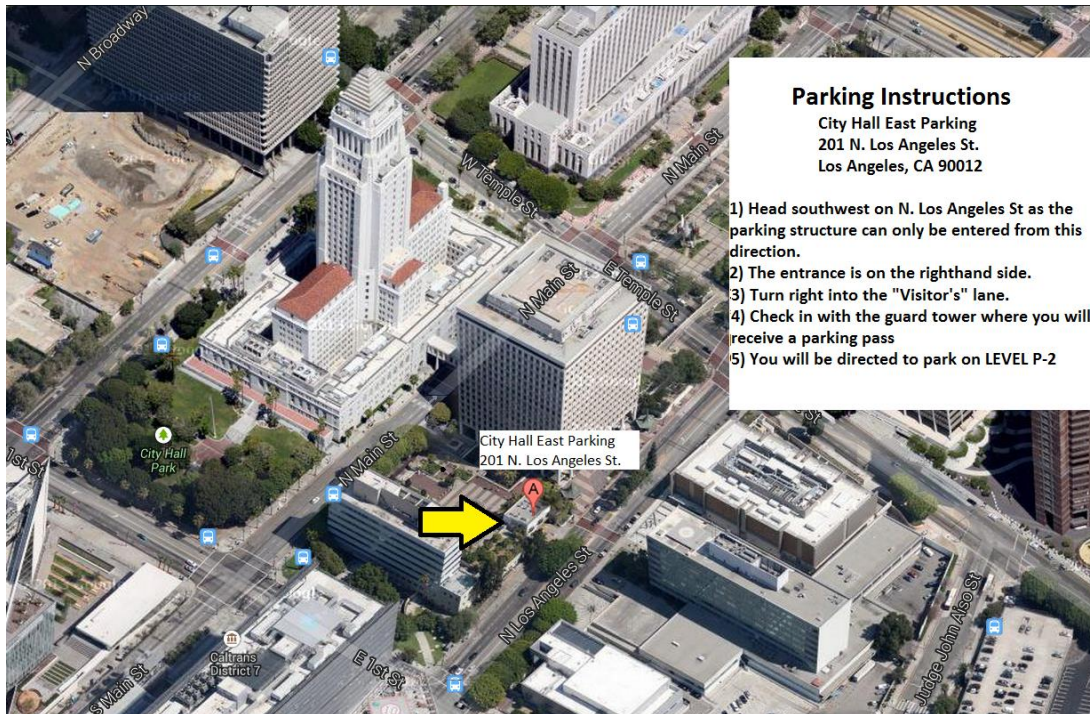 N Broadway
Parking Instructions
City Hall East Parking
201 N. Los Angeles St.
Los Angeles, CA 90012
1) Head southwest on N. Los Angeles St as the
parking structure can only be entered from this
direction.
2) The entrance is on the righthand side.
3) Turn right into the "Visitor's" lane.
4) Check in with the guard tower where you will
receive a parking pass
5) You will be directed to park on LEVEL P-2
W Temple St
N Main St
N Main St
E Temple St
City Hall
Park
1st St
N Main St
City Hall East Parking
201 N. Los Angeles St.
A
N Los Angeles St
Caltrans
District 7
S Main St
E 1st St
Judge John Aiso St